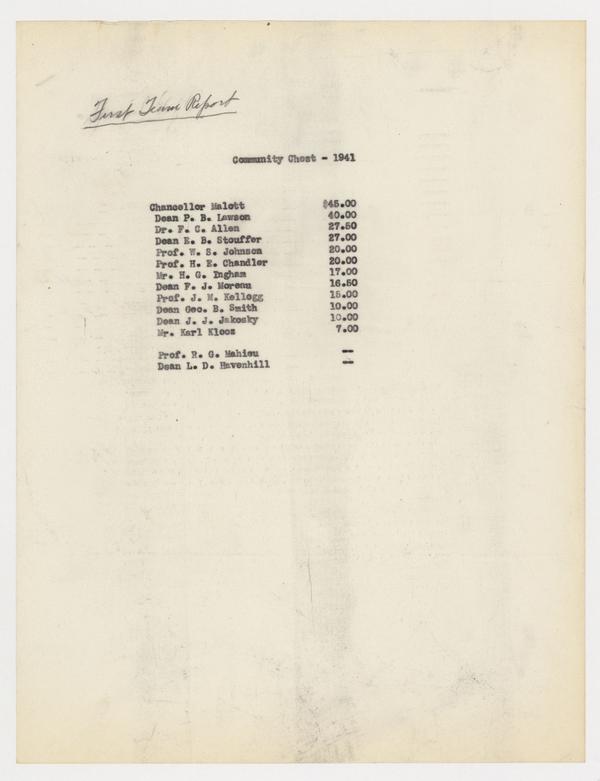 First Team Report
Community Chest - 1941
Chancellor Malott $45.00
Dean P. B. Lawson 40.00
Dr. F. C. Allen 27.50
Dean E. B. Stouffer 27.00
Prof. W. S. Johnson 20.00
Prof. H. E. Chandler 20.00
Mr. H. G. Ingham 17.00
Dean F. J. Moreau 16.50
Prof. J. M. Kellogg 15.00
Dean Geo. B. Smith 10.00
Dean J. J. Jakosky 10.00
Mr. Karl Klooz 7.00
Prof. R. G. Mahieu --
Dean L. D. Havenhill --